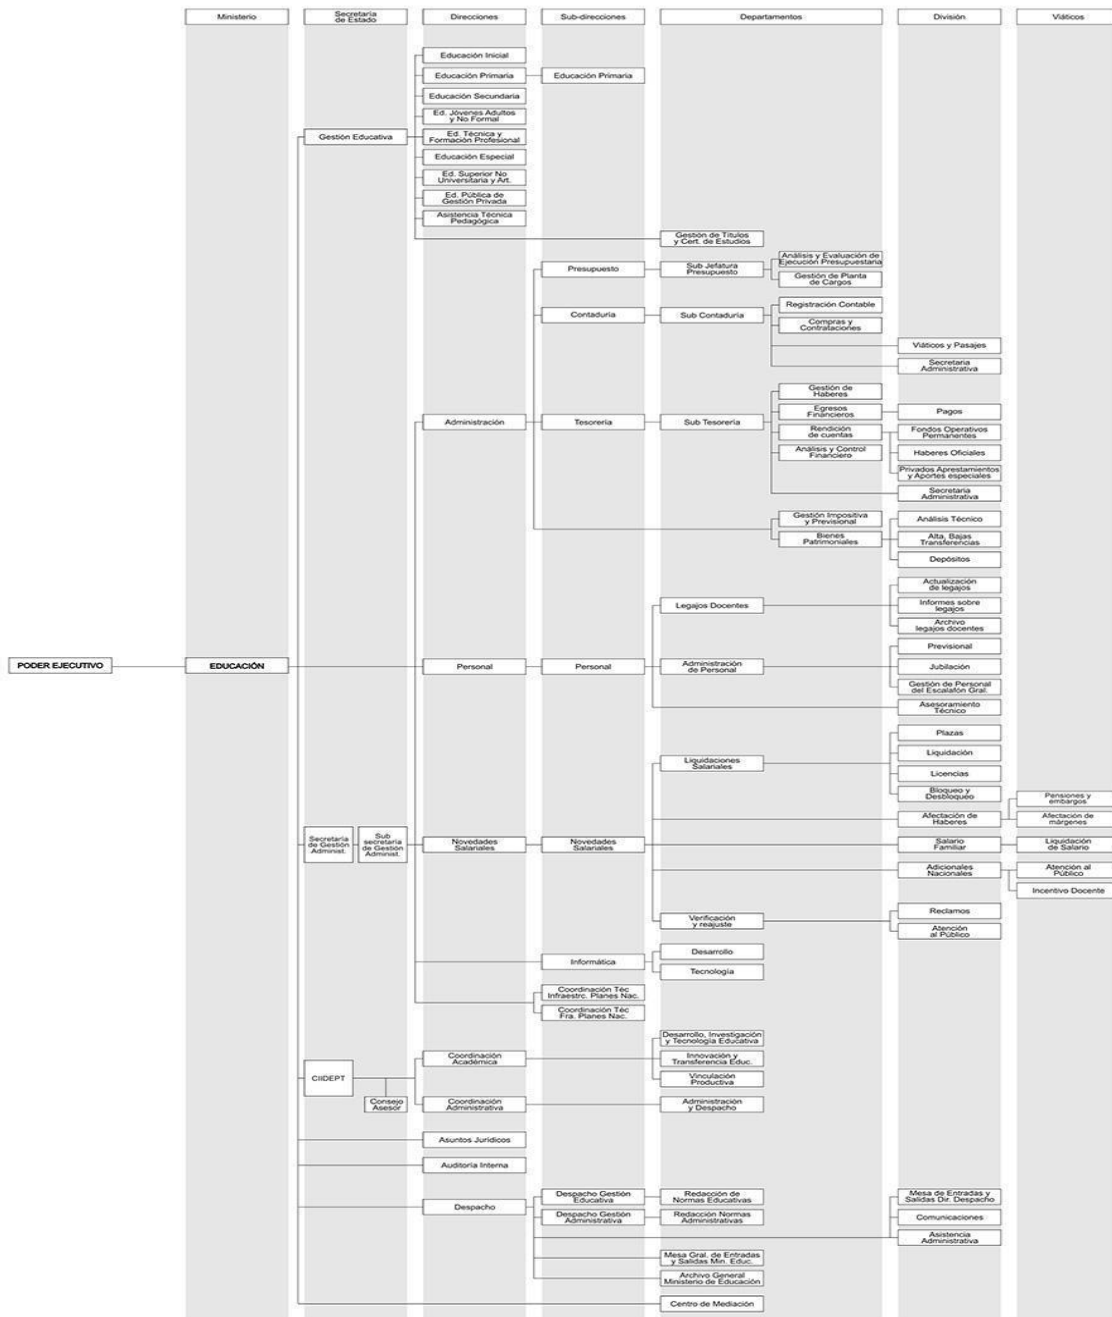 Ministerio
Secretaría
de Estado
Direcciones
Sub-direcciones
Departamentos
División
Viáticos
Educación Inicial
Educación Primaria
Educación Primaria
Educación Secundaria
Ed. Jóvenes Adultos
y No Formal
Gestión Educativa
Ed. Técnica y
Formación Profesional
Educación Especial
Ed. Superior No
Universitaria y Art.
Ed. Pública de
Gestión Privada
Asistencia Técnica
Pedagógica
Gestión de Títulos
y Cert. de Estudios
Presupuesto
Sub Jefatura
Presupuesto
Análisis y Evaluación de
Ejecución Presupuestaria
Gestión de Planta
de Cargos
Contaduría
Sub Contaduría
Registración Contable
Compras y
Contrataciones
Viáticos y Pasajes
Secretaria
Administrativa
Administración
Tesorería
Sub Tesorería
Gestión de
Haberes
Egresos
Financieros
Pagos
Rendición
de cuentas
Fondos Operativos
Permanentes
Análisis y Control
Financiero
Haberes Oficiales
Privados Aprestamientos
y Aportes especiales
Secretaria
Administrativa
Gestión Impositiva
y Previsional
Bienes
Patrimoniales
Análisis Técnico
Alta, Bajas
Transferencias
Depósitos
Legajos Docentes
Actualización
de legajos
Informes sobre
legajos
Archivo
legajos docentes
PODER EJECUTIVO
EDUCACIÓN
Personal
Personal
Administración
de Personal
Previsional
Jubilación
Gestión de Personal
del Escalafón Gral.
Asesoramiento
Técnico
Liquidaciones
Salariales
Plazas
Liquidación
Licencias
Bloqueo y
Desbloqueo
Afectación de
Haberes
Pensiones y
embargos
Afectación de
márgenes
Secretaría
de Gestión
Administ.
Sub
secretaría
de Gestión
Administ.
Novedades
Salariales
Novedades
Salariales
Salario
Familiar
Liquidación
de Salario
Adicionales
Nacionales
Atención al
Público
Incentivo Docente
Verificación
y reajuste
Reclamos
Atención
al Público
Informática
Desarrollo
Tecnología
Coordinación Téc
Infraestrc. Planes Nac.
Coordinación Téc
Fra. Planes Nac.
CIIDEPT
Consejo
Asesor
Coordinación
Académica
Desarrollo, Investigación
y Tecnología Educativa
Innovación y
Transferencia Educ.
Vinculación
Productiva
Coordinación
Administrativa
Administración
y Despacho
Asuntos Jurídicos
Auditoría Interna
Despacho
Despacho Gestión
Educativa
Redacción de
Normas Educativas
Despacho Gestión
Administrativa
Redacción Normas
Administrativas
Mesa de Entradas y
Salidas Dir. Despacho
Comunicaciones
Asistencia
Administrativa
Mesa Gral. de Entradas
y Salidas Min. Educ.
Archivo General
Ministerio de Educación
Centro de Mediación